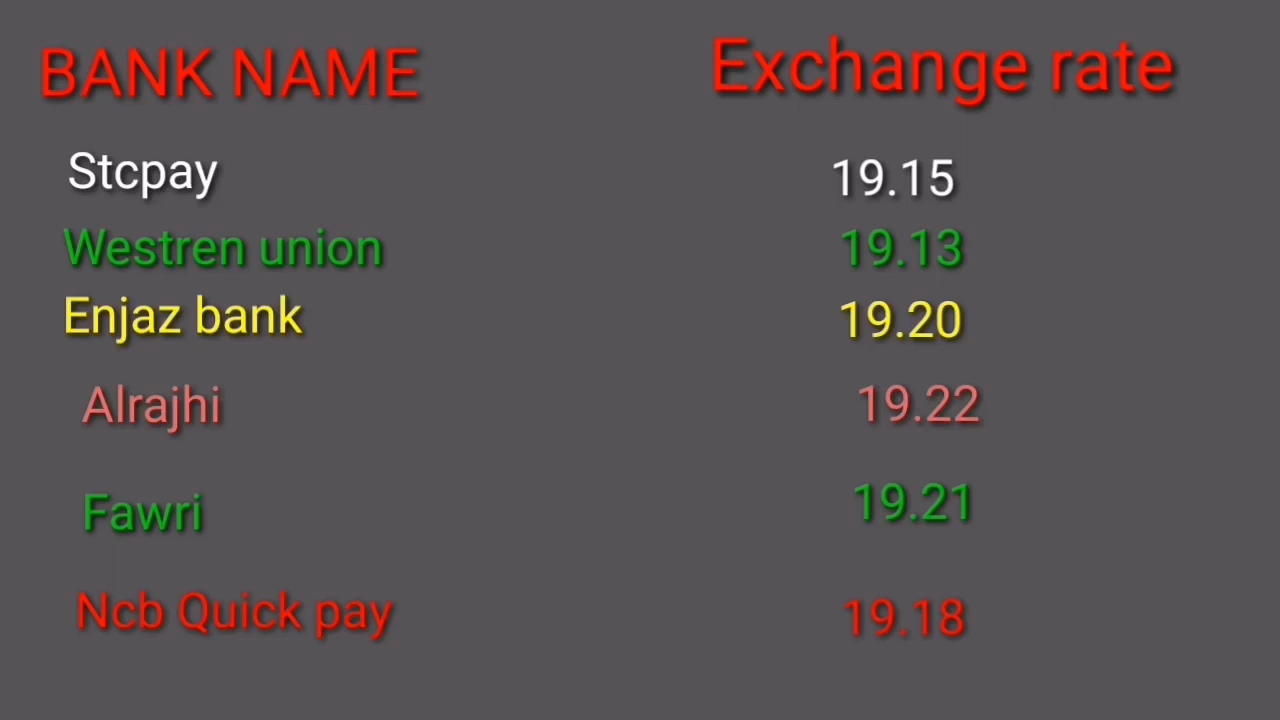 BANK NAME Exchange rate
Stcpay 19.15
Westren union 19.13
Enjaz bank 19.20
Alrajhi 19.22
Fawri 19.21
Ncb Quick pay 19.18